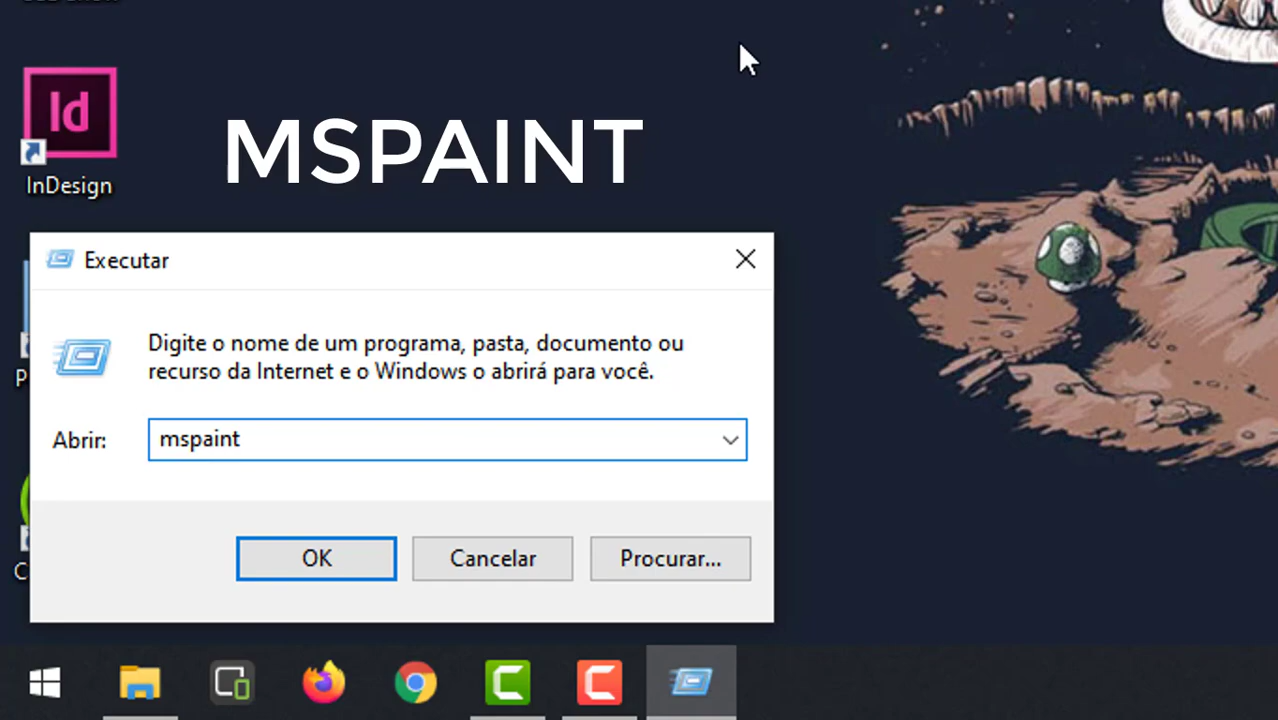 Id
InDesign
MSPAINT
Executar
Digite o nome de um programa, pasta, documento ou
recurso da Internet e o Windows o abrirá para você.
Abrir:
mspaint
OK
Cancelar
Procurar...
P
C